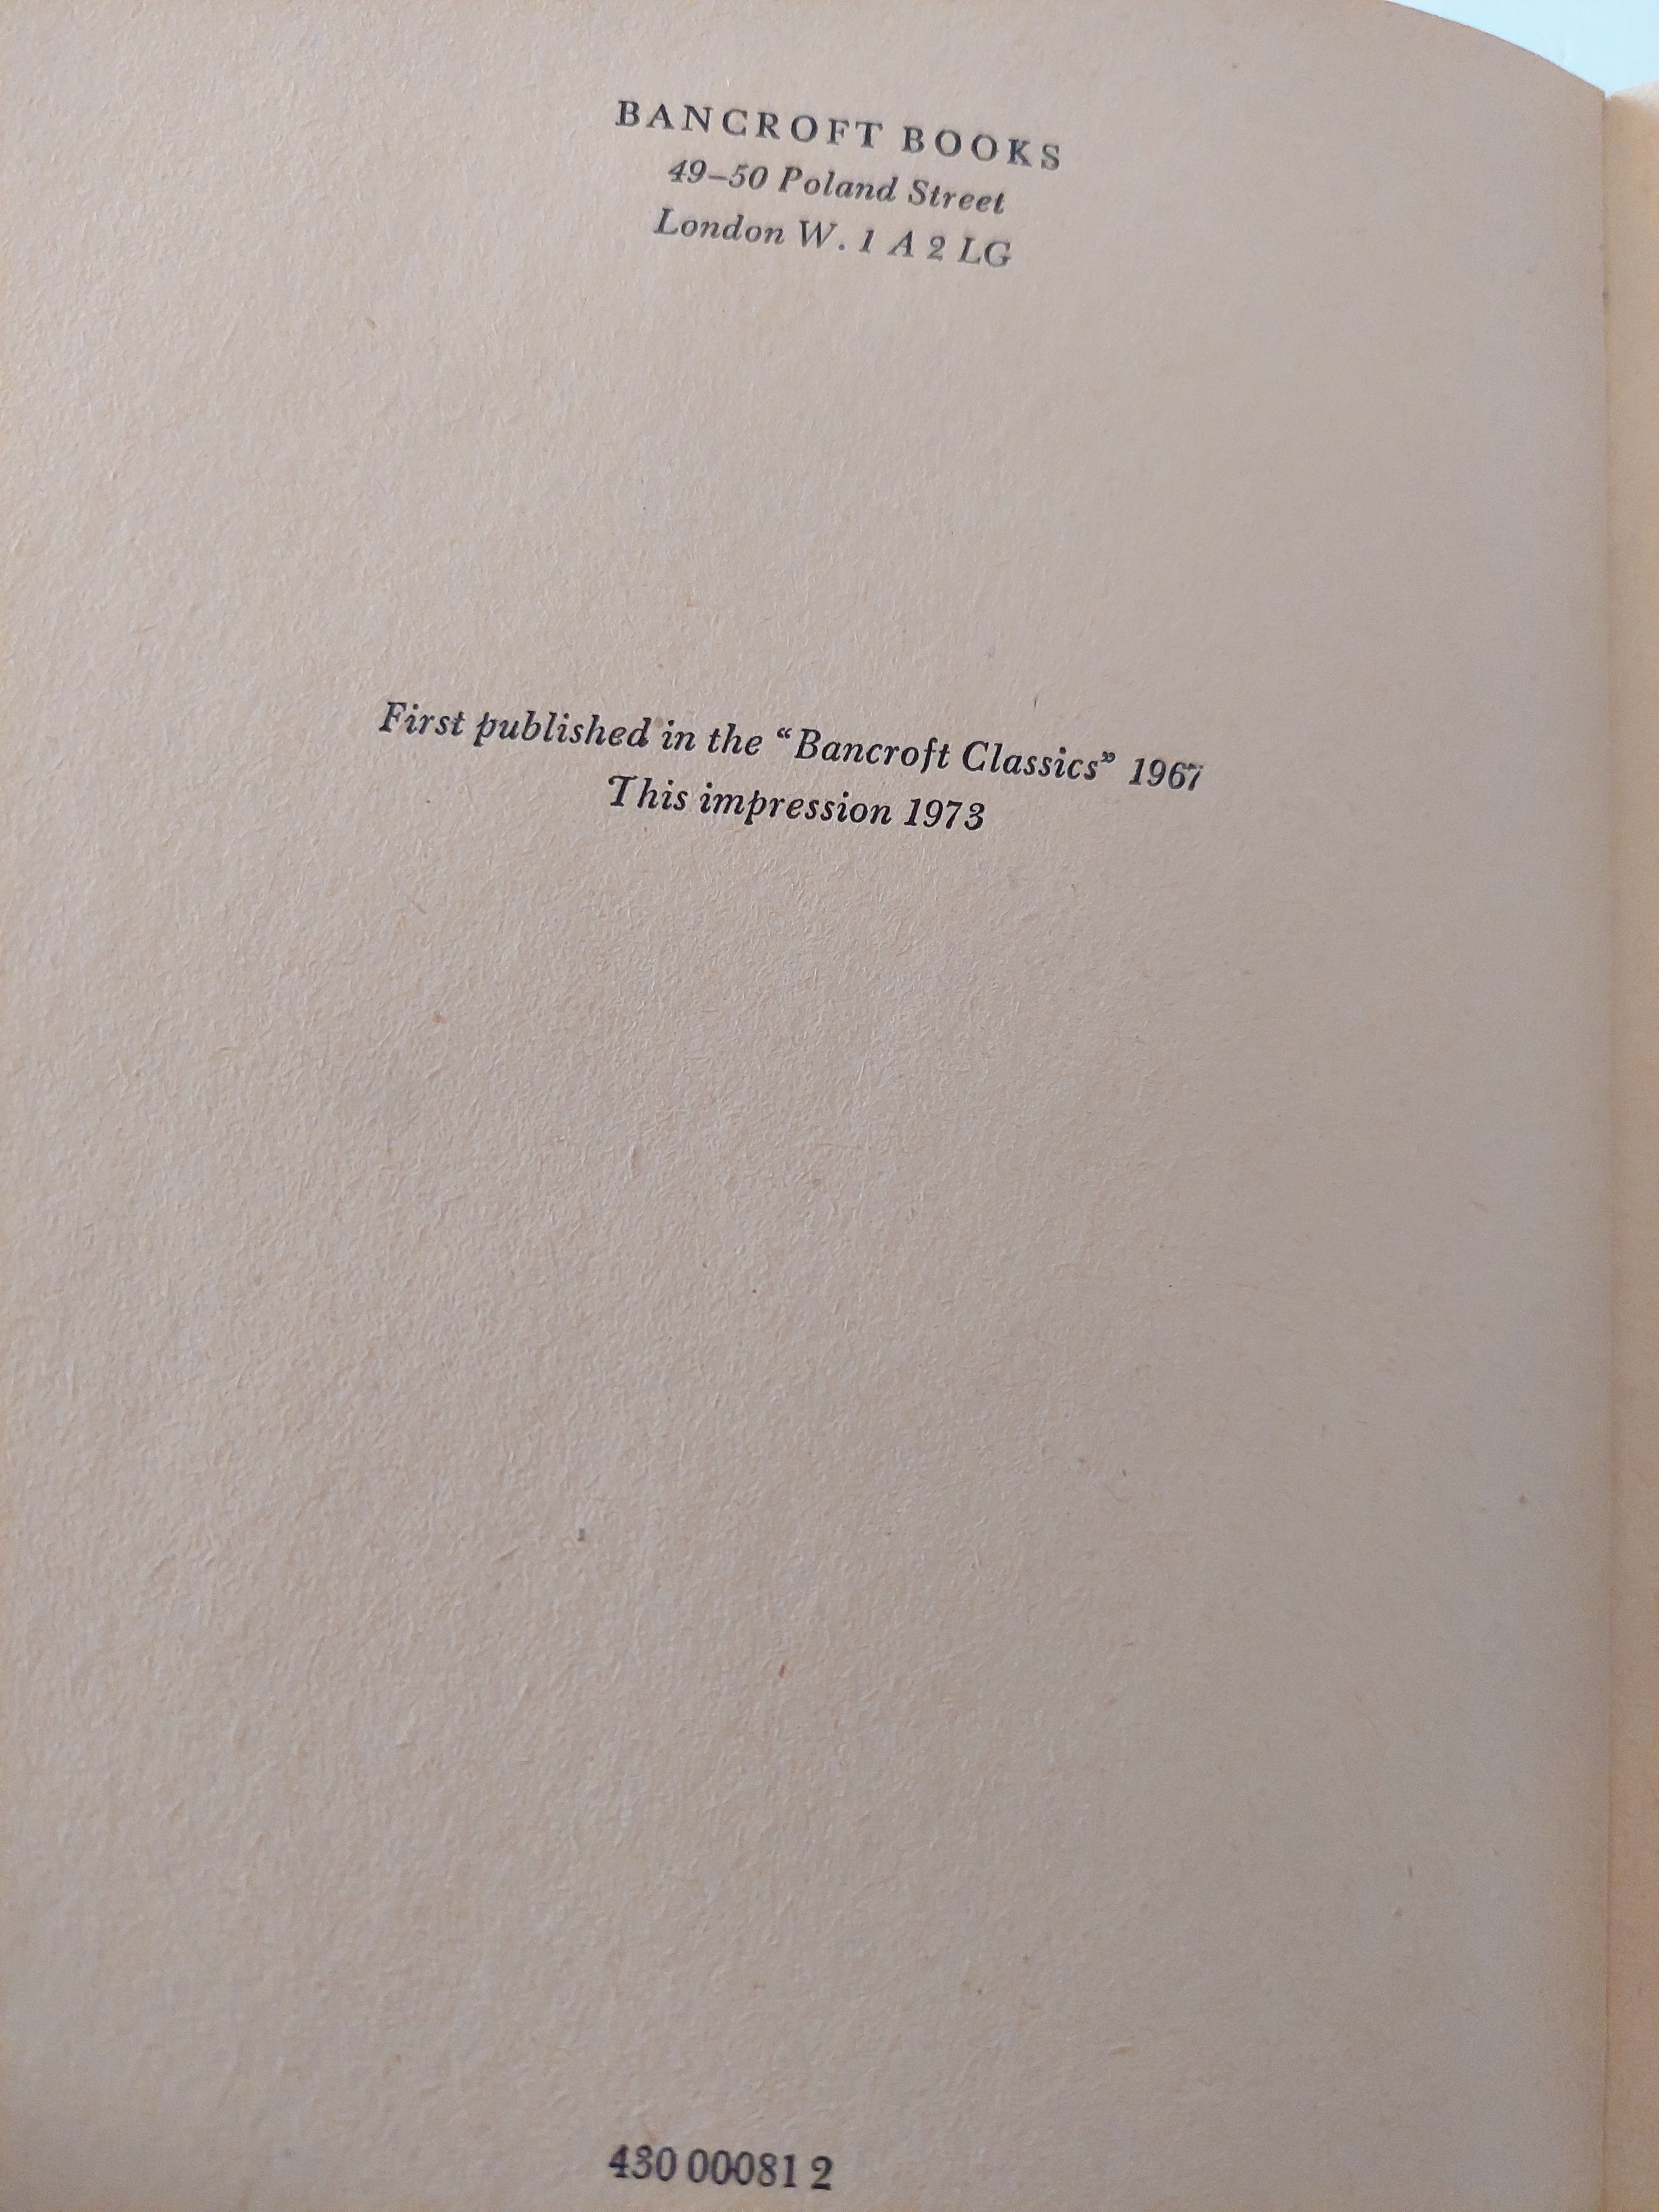 BANCROFT BOOKS
49–50 Poland Street
London W. 1 A 2 LG
First published in the “Bancroft Classics” 1967
This impression 1973
430 00081 2